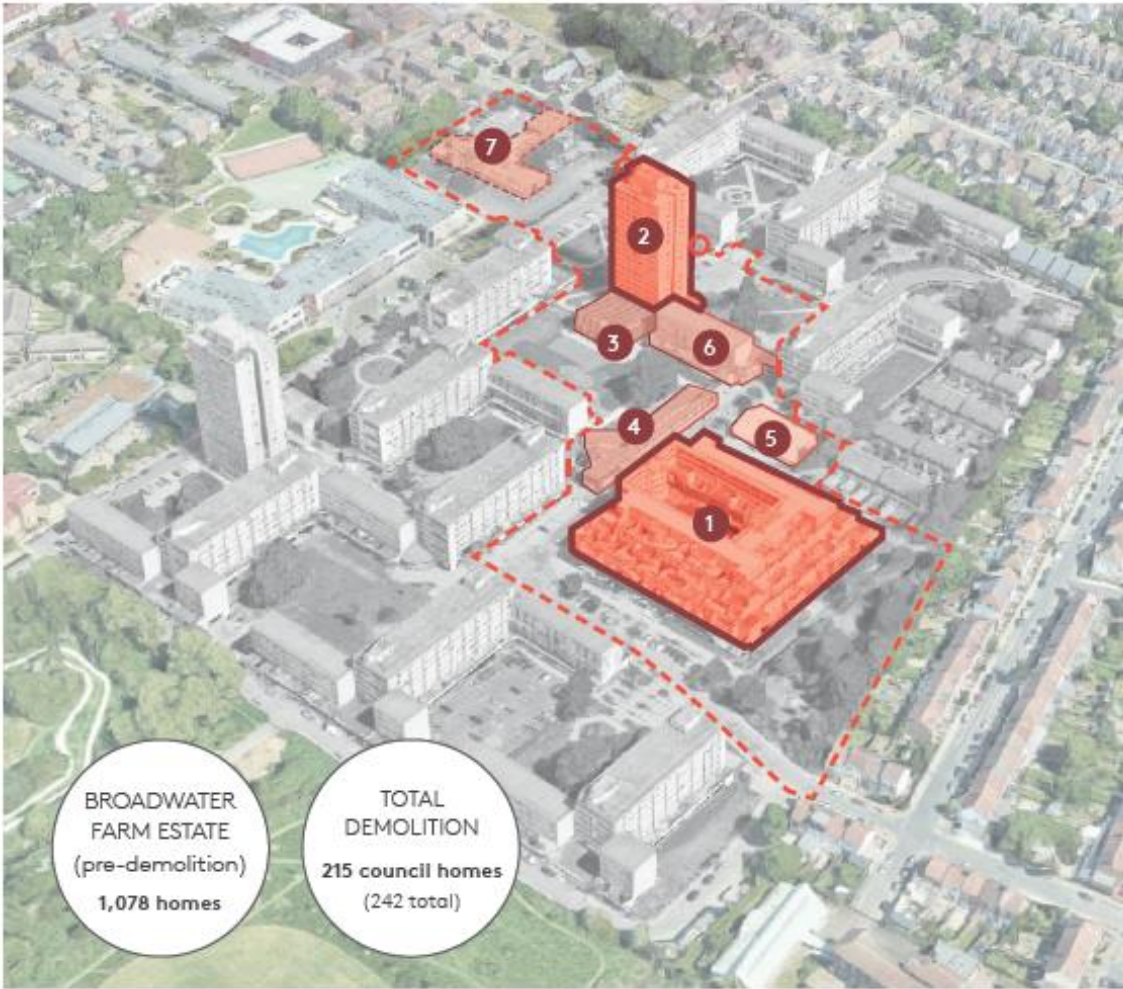 7
2
3
6
4
5
1
BROADWATER
FARM ESTATE
(pre-demolition)
1,078 homes
TOTAL
DEMOLITION
215 council homes
(242 total)